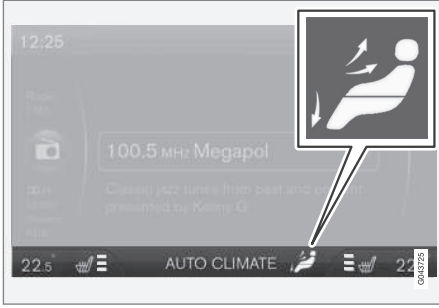 12:25
Radio
100.5 MHz Megapol
Classic jazz tunes from past and
presented by Kenny G
22.5° AUTO CLIMATE 22
G043725